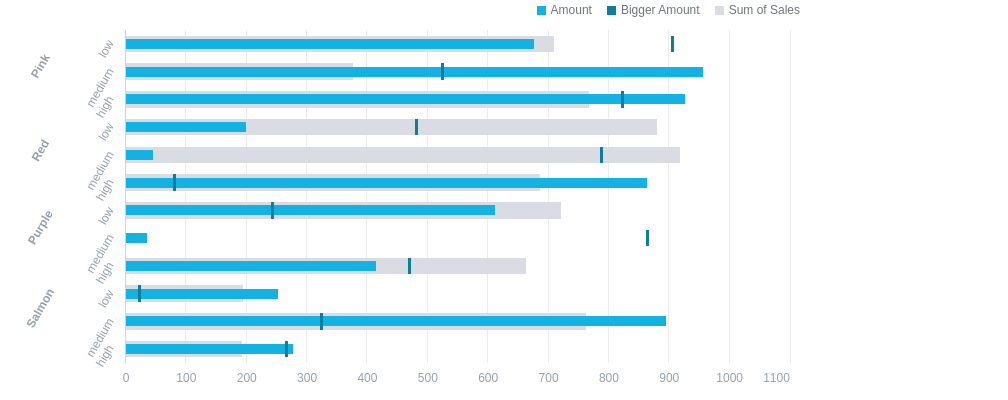 Amount Bigger Amount Sum of Sales
Pink
low
medium
high
Red
low
medium
high
Purple
low
medium
high
Salmon
low
medium
high
0 100 200 300 400 500 600 700 800 900 1000 1100